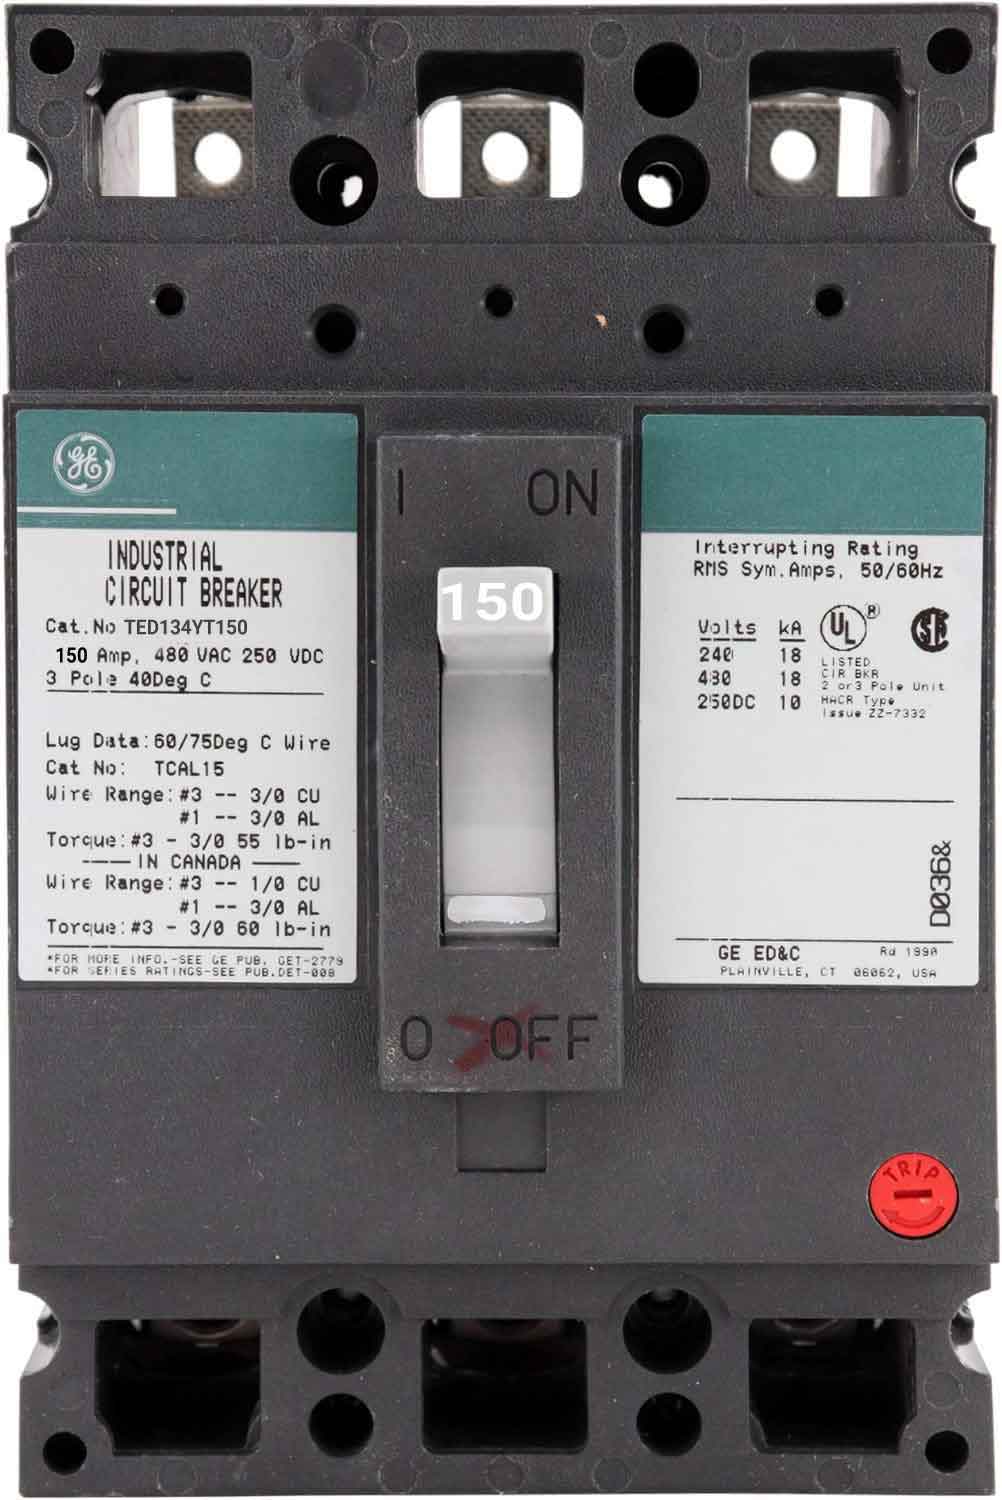 GE
INDUSTRIAL
CIRCUIT BREAKER
Cat.No TED134YT150
150 Amp, 480 VAC 250 VDC
3 Pole 40Deg C
Lug Data:60/75Deg C Wire
Cat No: TCAL15
Wire Range:#3 -- 3/0 CU
#1 -- 3/0 AL
Torque:#3 - 3/0 55 lb-in
IN CANADA
Wire Range:#3 -- 1/0 CU
#1 -- 3/0 AL
Torque:#3 - 3/0 60 lb-in
*FOR MORE INFO.-SEE GE PUB. GET-2779
*FOR SERIES RATINGS-SEE PUB.DET-008
I ON
150
O OFF
Interrupting Rating
RMS Sym.Amps, 50/60Hz
Volts kA
240 18
480 18
250DC 10
UL ®
LISTED
CIR BKR
2 or3 Pole Unit
HACR Type
Issue ZZ-7332
SA
D036&
GE ED&C Rd 1990
PLAINVILLE, CT 06062, USA
TRIP